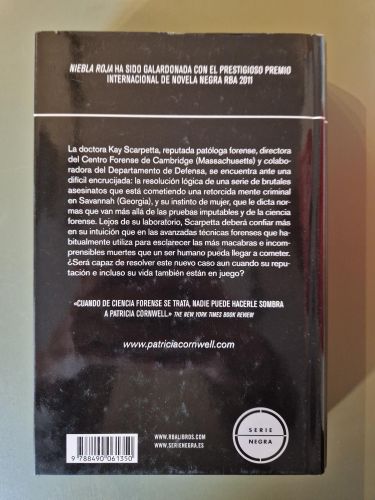 NIEBLA ROJA HA SIDO GALARDONADA CON EL PRESTIGIOSO PREMIO
INTERNACIONAL DE NOVELA NEGRA RBA 2011
La doctora Kay Scarpetta, reputada patóloga forense, directora
del Centro Forense de Cambridge (Massachusetts) y colabo-
radora del Departamento de Defensa, se encuentra ante una
difícil encrucijada: la resolución lógica de una serie de brutales
asesinatos que está cometiendo una retorcida mente criminal
en Savannah (Georgia), y su instinto de mujer, que le dicta nor-
mas que van más allá de las pruebas imputables y de la ciencia
forense. Lejos de su laboratorio, Scarpetta deberá confiar más
en su intuición que en las avanzadas técnicas forenses que ha-
bitualmente utiliza para esclarecer las más macabras e incom-
prensibles muertes que un ser humano pueda llegar a cometer.
¿Será capaz de resolver este nuevo caso aun cuando su repu-
tación e incluso su vida también están en juego?
«CUANDO DE CIENCIA FORENSE SE TRATA, NADIE PUEDE HACERLE SOMBRA
A PATRICIA CORNWELL.» THE NEW YORK TIMES BOOK REVIEW
www.patriciacornwell.com
9 788490 061350
WWW.RBALIBROS.COM
WWW.SERIENEGRA.ES
SERIE
NEGRA